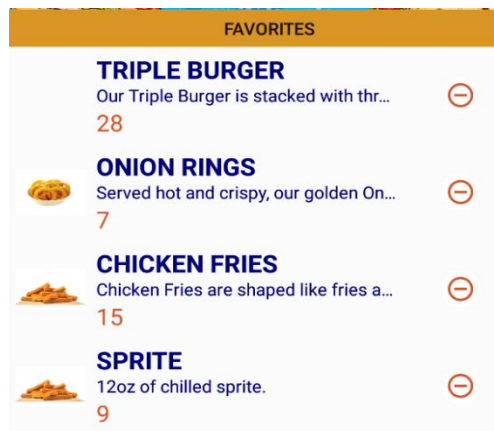 FAVORITES
TRIPLE BURGER
Our Triple Burger is stacked with thr...
28
ONION RINGS
Served hot and crispy, our golden On...
7
CHICKEN FRIES
Chicken Fries are shaped like fries a...
15
SPRITE
12oz of chilled sprite.
9